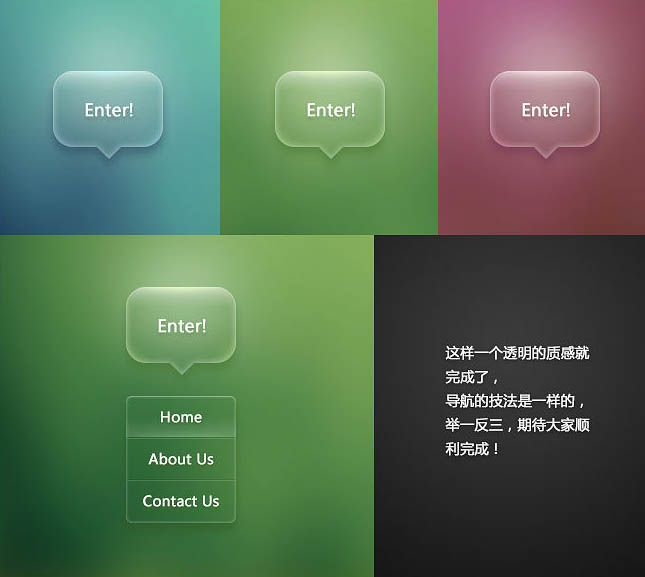 Enter!
Enter!
Enter!
Enter!
Home
About Us
Contact Us
这样一个透明的质感就
完成了，
导航的技法是一样的，
举一反三，期待大家顺
利完成！